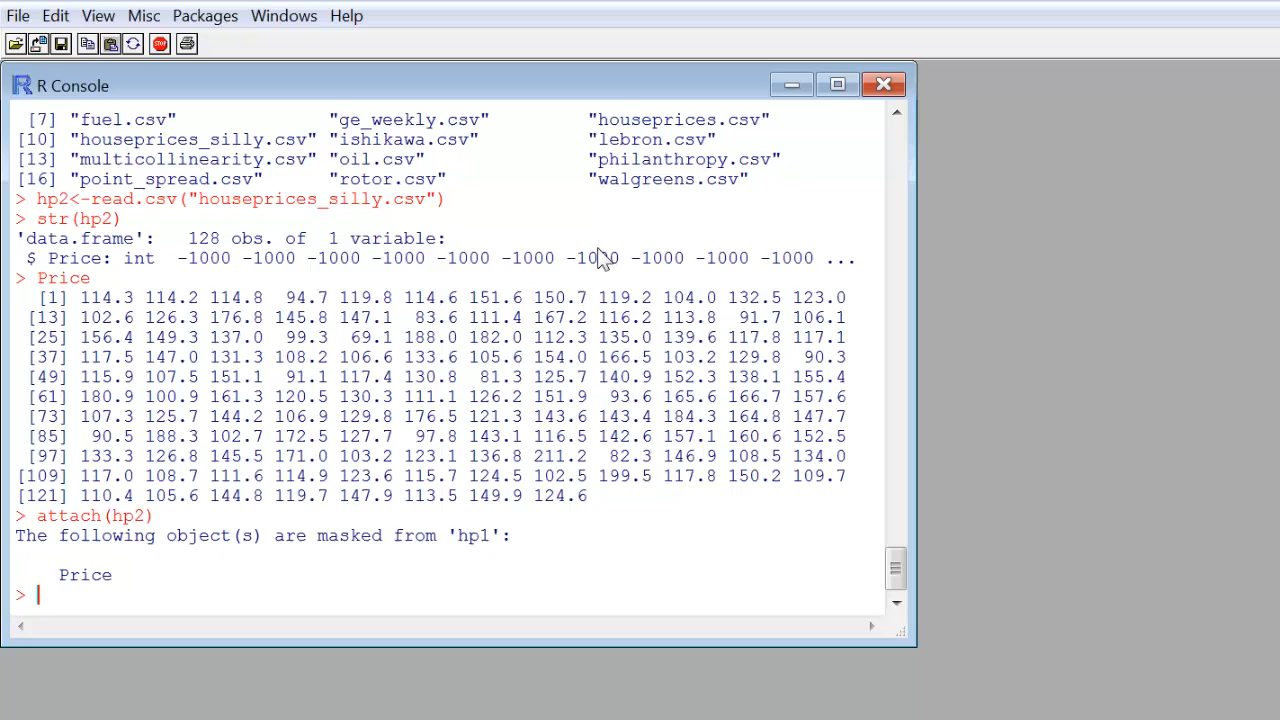 File Edit View Misc Packages Windows Help
STOP
R Console
[7] "fuel.csv" "ge_weekly.csv" "houseprices.csv"
[10] "houseprices_silly.csv" "ishikawa.csv" "lebron.csv"
[13] "multicollinearity.csv" "oil.csv" "philanthropy.csv"
[16] "point_spread.csv" "rotor.csv" "walgreens.csv"
> hp2<-read.csv("houseprices_silly.csv")
> str(hp2)
'data.frame': 128 obs. of 1 variable:
$ Price: int -1000 -1000 -1000 -1000 -1000 -1000 -1000 -1000 -1000 -1000 ...
> Price
[1] 114.3 114.2 114.8 94.7 119.8 114.6 151.6 150.7 119.2 104.0 132.5 123.0
[13] 102.6 126.3 176.8 145.8 147.1 83.6 111.4 167.2 116.2 113.8 91.7 106.1
[25] 156.4 149.3 137.0 99.3 69.1 188.0 182.0 112.3 135.0 139.6 117.8 117.1
[37] 117.5 147.0 131.3 108.2 106.6 133.6 105.6 154.0 166.5 103.2 129.8 90.3
[49] 115.9 107.5 151.1 91.1 117.4 130.8 81.3 125.7 140.9 152.3 138.1 155.4
[61] 180.9 100.9 161.3 120.5 130.3 111.1 126.2 151.9 93.6 165.6 166.7 157.6
[73] 107.3 125.7 144.2 106.9 129.8 176.5 121.3 143.6 143.4 184.3 164.8 147.7
[85] 90.5 188.3 102.7 172.5 127.7 97.8 143.1 116.5 142.6 157.1 160.6 152.5
[97] 133.3 126.8 145.5 171.0 103.2 123.1 136.8 211.2 82.3 146.9 108.5 134.0
[109] 117.0 108.7 111.6 114.9 123.6 115.7 124.5 102.5 199.5 117.8 150.2 109.7
[121] 110.4 105.6 144.8 119.7 147.9 113.5 149.9 124.6
> attach(hp2)
The following object(s) are masked from 'hp1':
Price
>